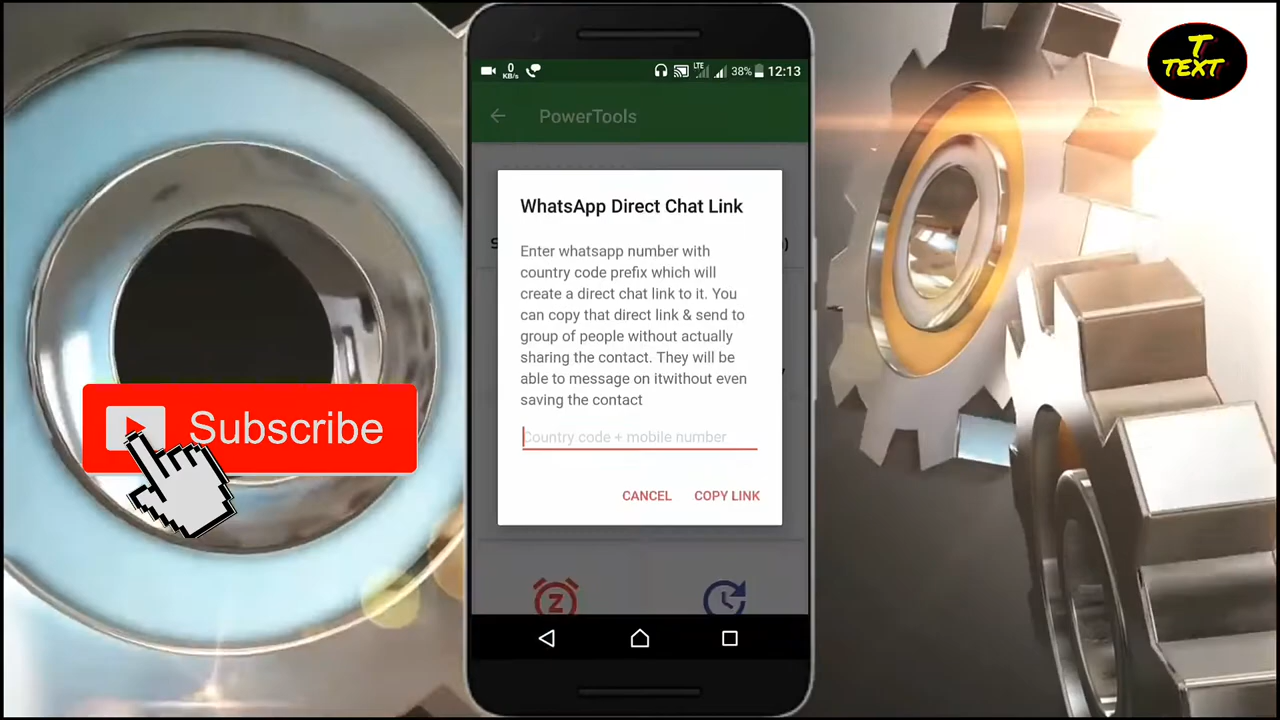 T
TEXT
0
KB/s
LTE
38%
12:13
PowerTools
WhatsApp Direct Chat Link
Enter whatsapp number with
country code prefix which will
create a direct chat link to it. You
can copy that direct link & send to
group of people without actually
sharing the contact. They will be
able to message on itwithout even
saving the contact
Country code + mobile number
CANCEL
COPY LINK
Subscribe